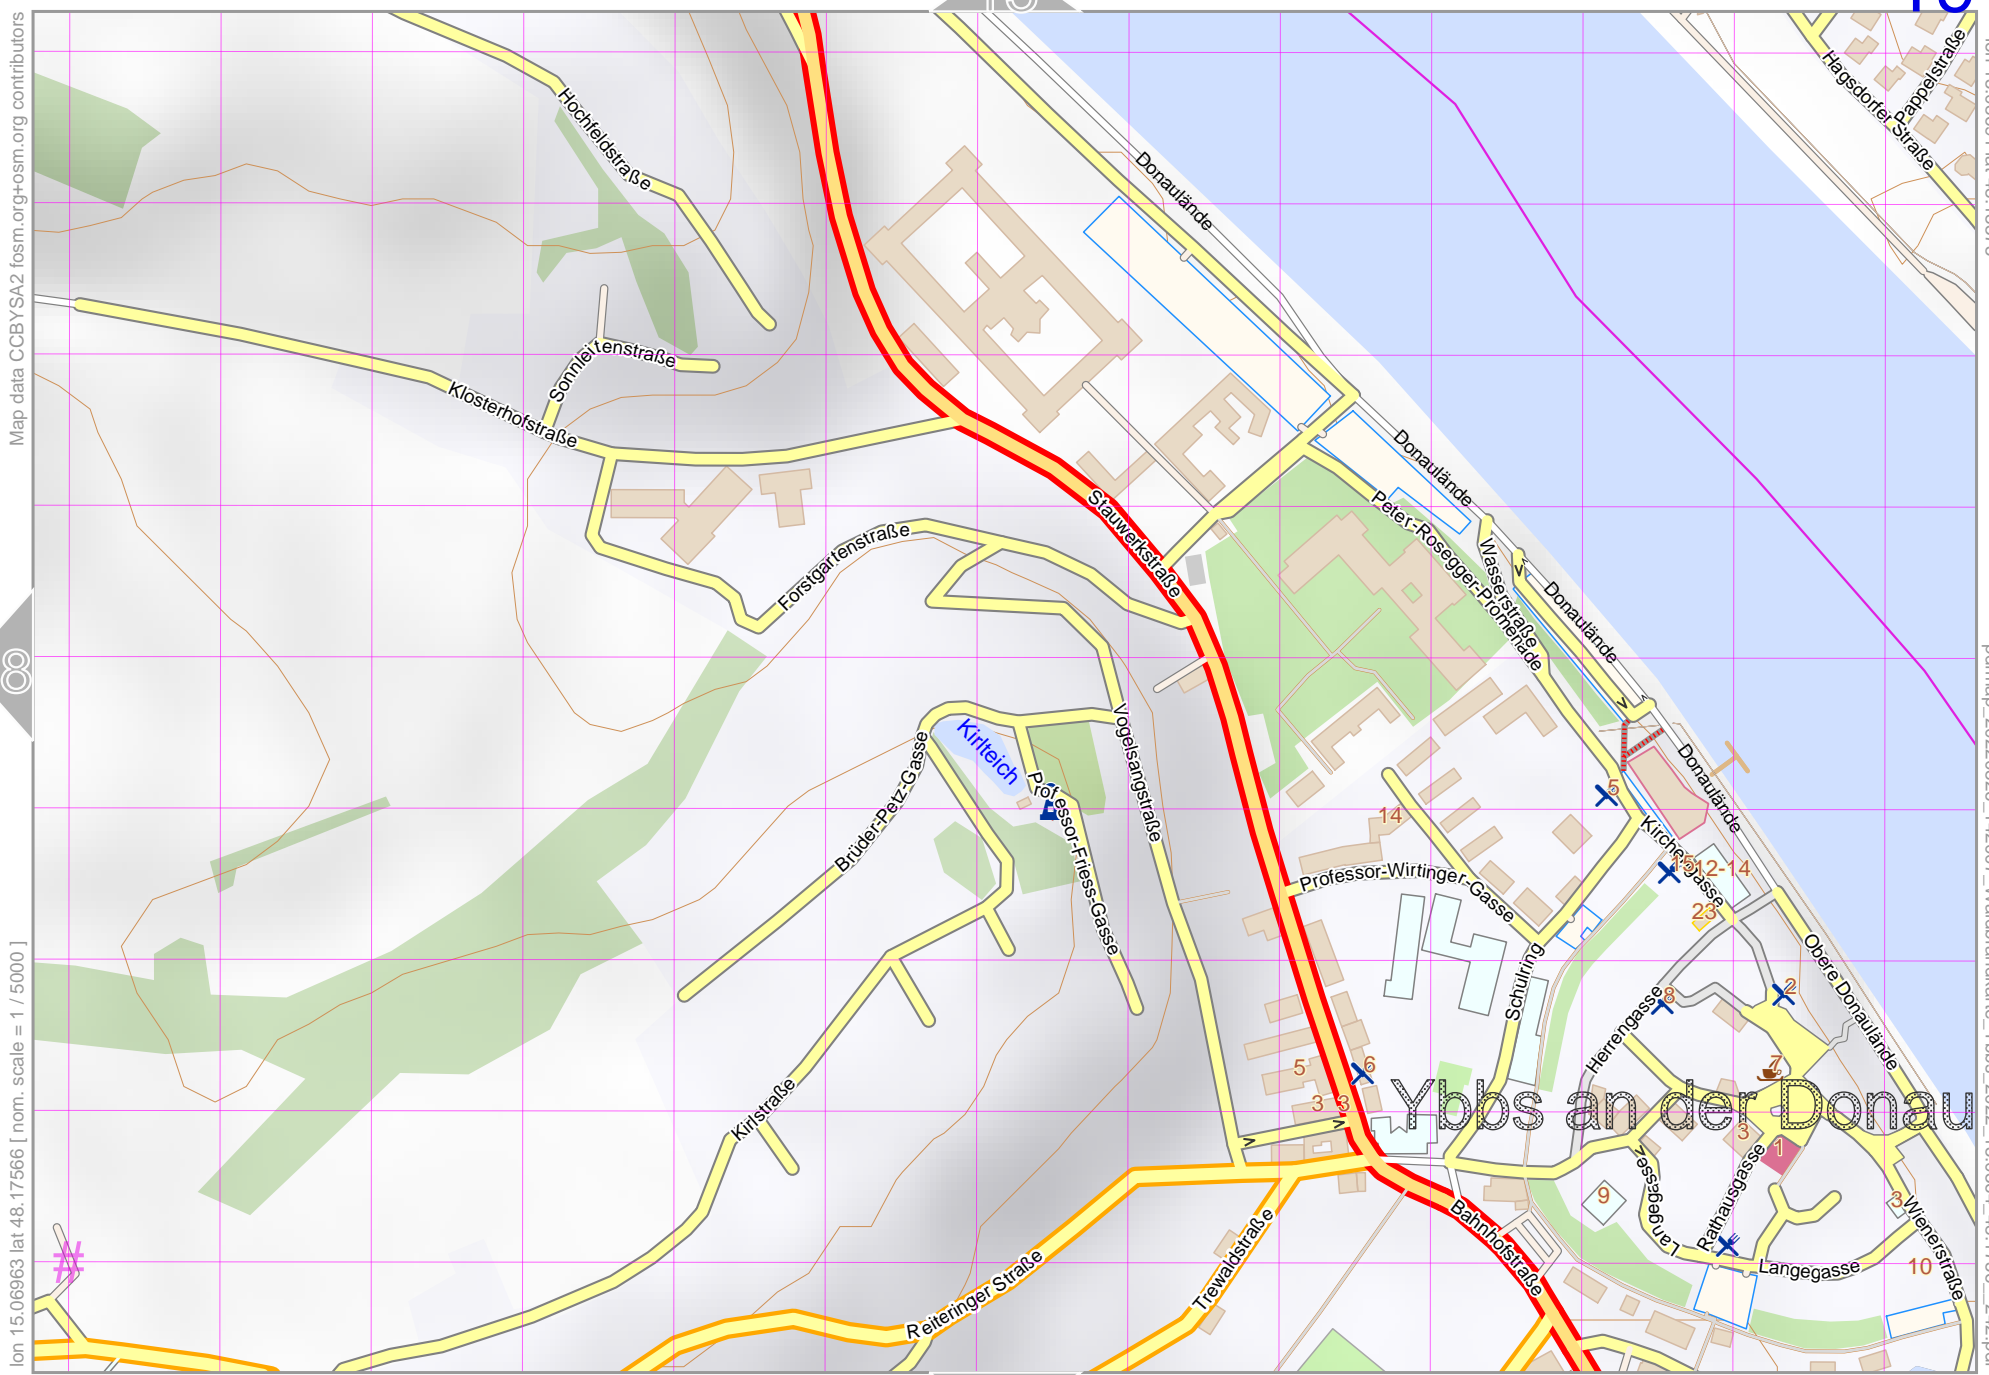 Map data CCBYSA2 fosm.org+osm.org contributors
lon 15.06963 lat 48.17566 [ nom. scale = 1 / 5000 ]
8
Hochfeldstraße
Donaulände
Hagsdorfer Straße
Pappelstraße
Sonnleitenstraße
Klosterhofstraße
Donaulände
Stauwerkstraße
Peter-Rosegger-Promenade
Forstgartenstraße
Wasserstraße
Donaulände
Vogelsangstraße
Kirlteich
Brüder-Petz-Gasse
Professor-Friess-Gasse
Donaulände
5
14
Kirchengasse
15
12-14
23
Professor-Wirtinger-Gasse
Schulring
Obere Donaulände
Herrengasse
8
2
7
5
6
3
3
Ybbs an der Donau
Kirlstraße
3
1
9
Langegasse
Rathausgasse
3
Wienerstraße
10
Langegasse
Bahnhofstraße
Trewaldstraße
Reiteringer Straße
#